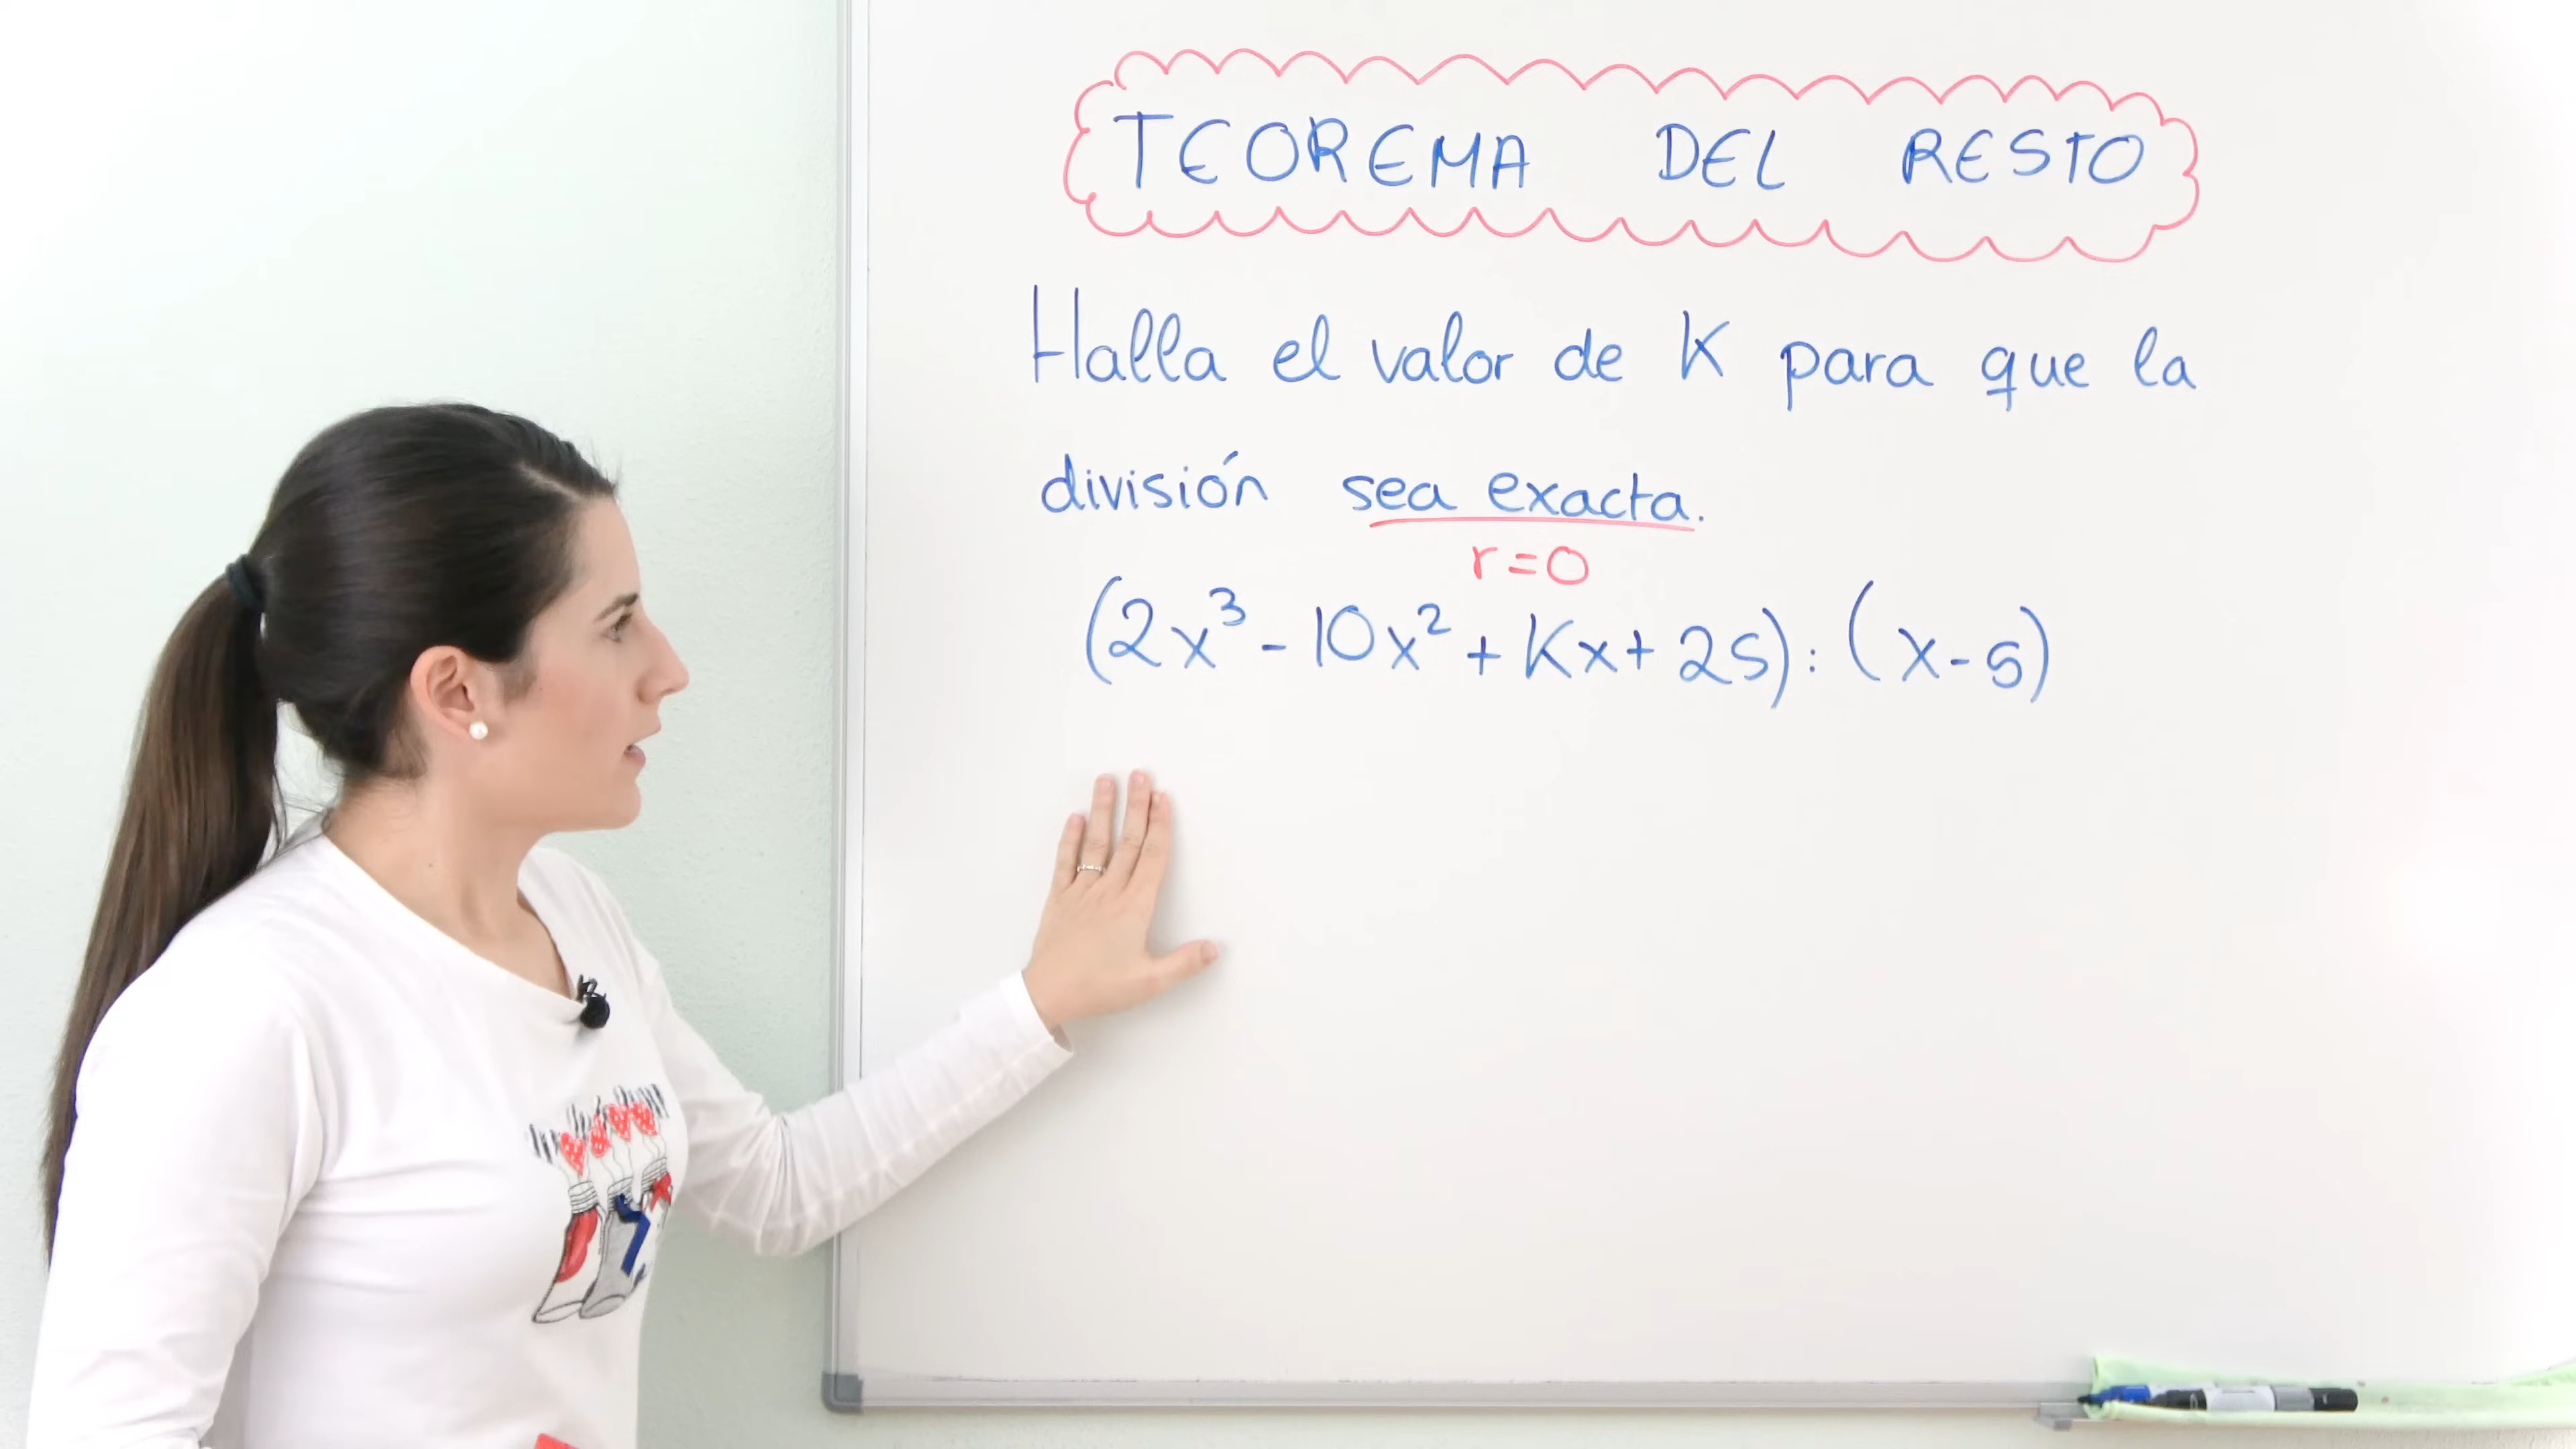 TEOREMA DEL RESTO
Halla el valor de K para que la
división sea exacta.
r=0
(2x³ - 10x² + Kx + 25) : (x - 5)